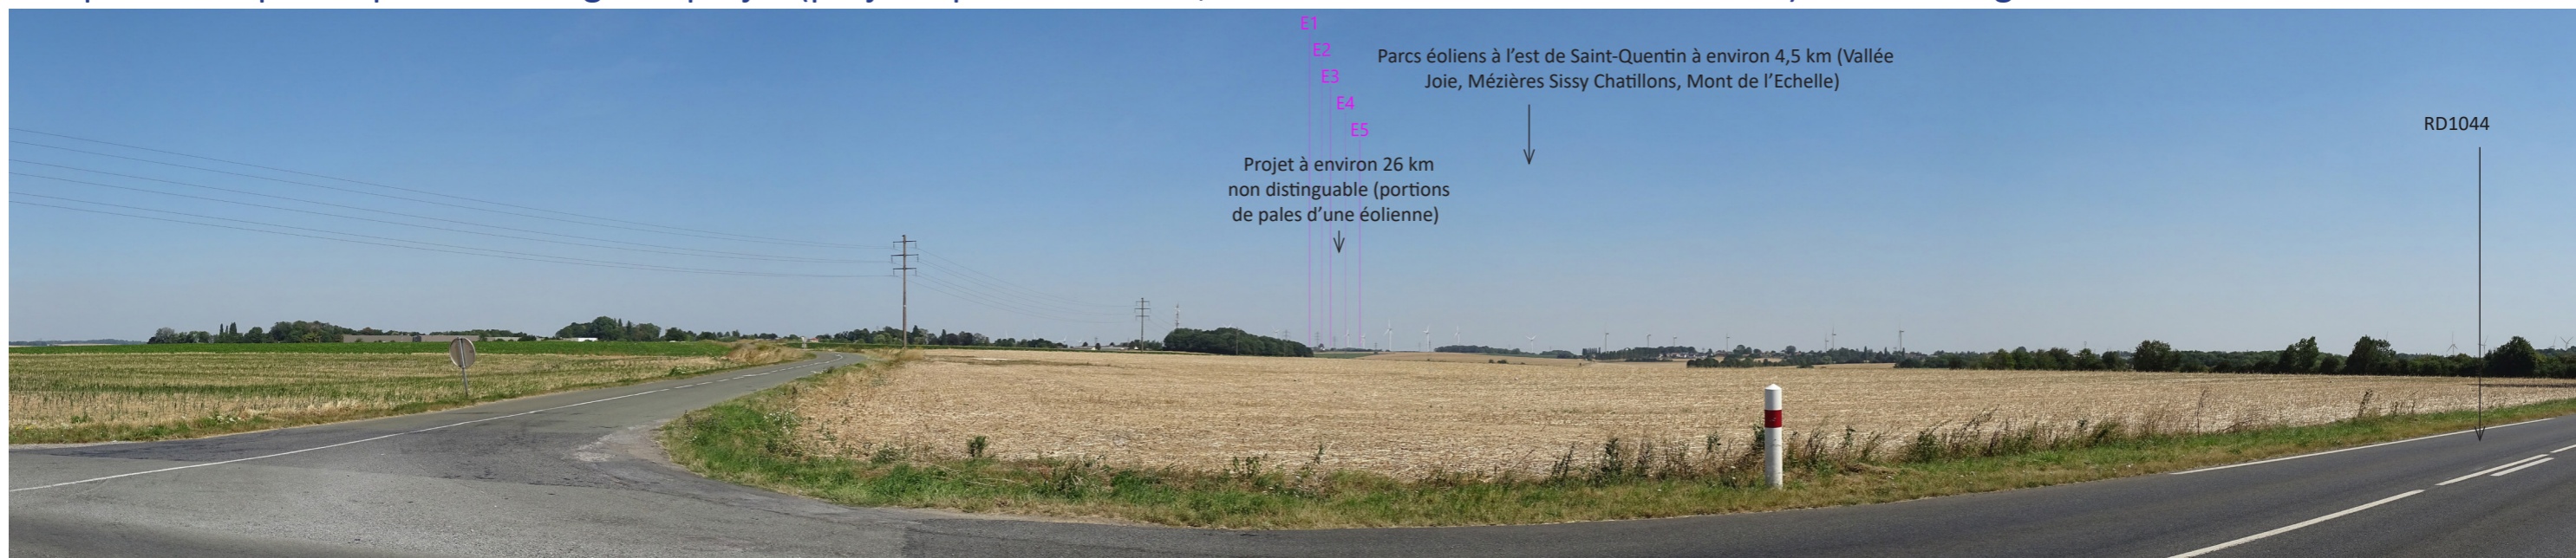 E1
E2
E3
E4
E5
Parcs éoliens à l'est de Saint-Quentin à environ 4,5 km (Vallée
Joie, Mézières Sissy Chatillons, Mont de l'Echelle)
RD1044
Projet à environ 26 km
non distinguable (portions
de pales d'une éolienne)